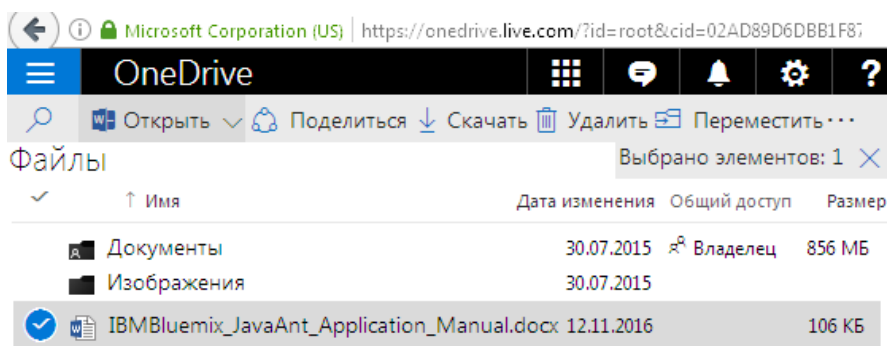 Microsoft Corporation (US) | https://onedrive.live.com/?id=root&cid=02AD89D6DBB1F87
OneDrive ?
Открыть Поделиться Скачать Удалить Переместить ···
Файлы Выбрано элементов: 1
Имя Дата изменения Общий доступ Размер
Документы 30.07.2015 Владелец 856 МБ
Изображения 30.07.2015
IBMBluemix_JavaAnt_Application_Manual.docx 12.11.2016 106 КБ